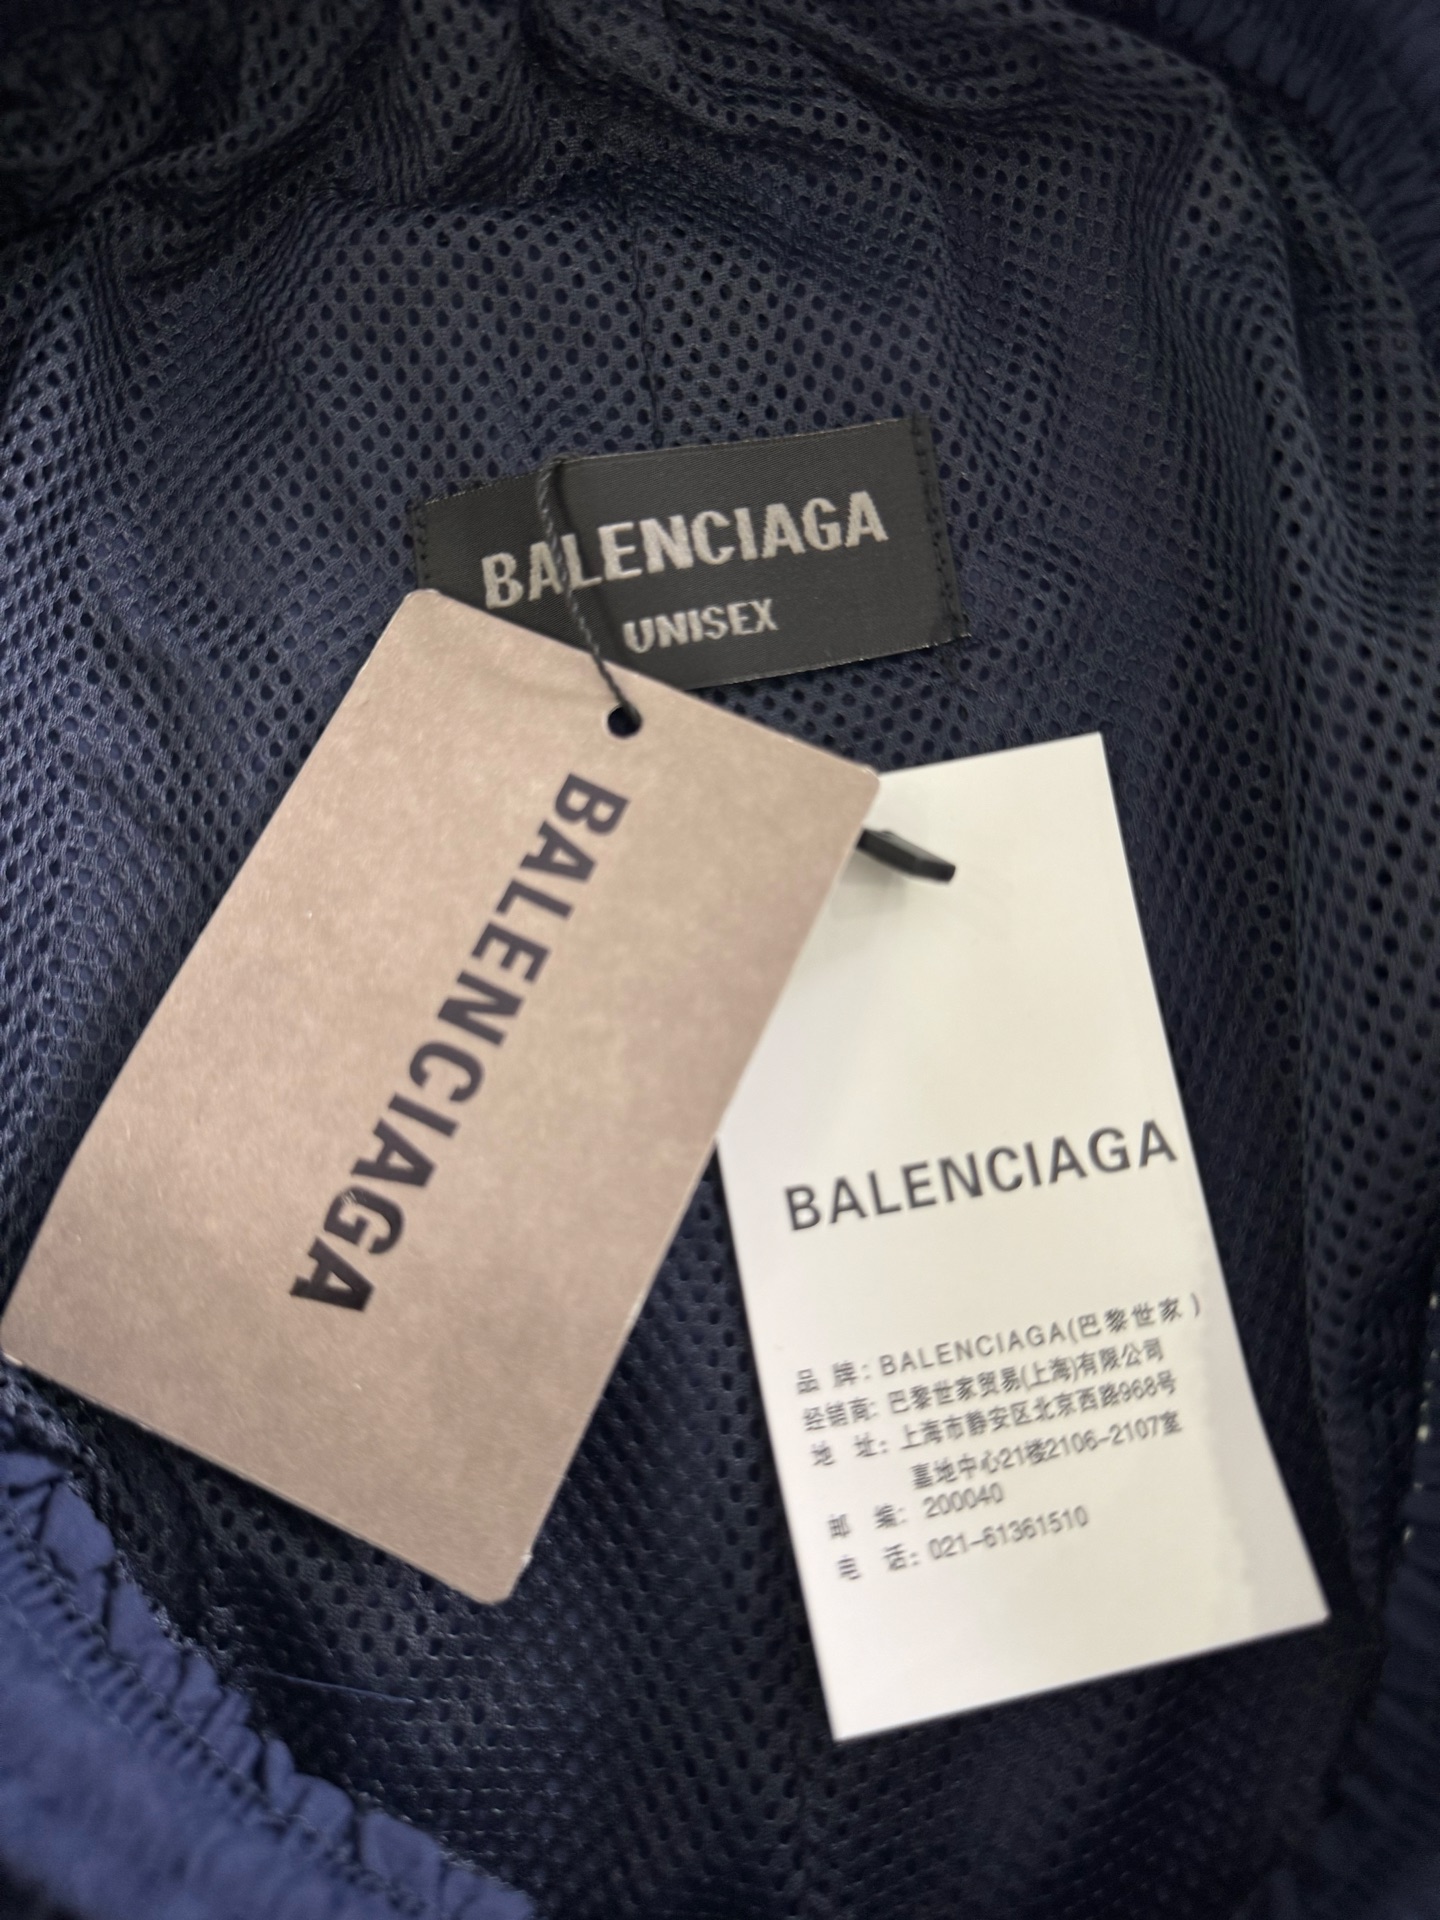 BALENCIAGA
UNISEX
BALENCIAGA
BALENCIAGA
品 牌：BALENCIAGA(巴黎世家)
经销商：巴黎世家贸易(上海)有限公司
地 址：上海市静安区北京西路968号
嘉地中心21楼2106-2107室
邮 编：200040
电 话：021-61361510